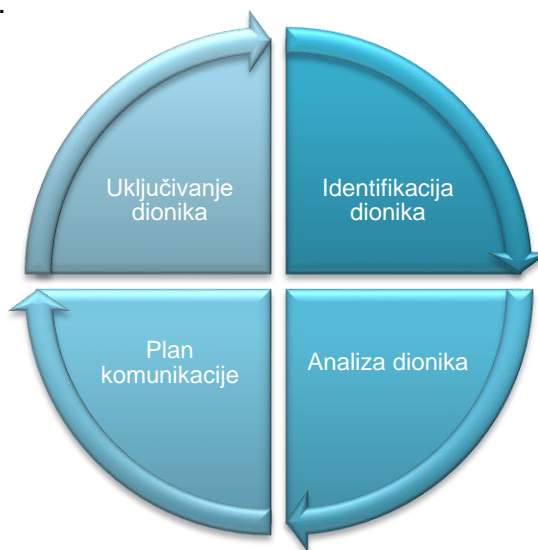 .
Uključivanje
dionika
Identifikacija
dionika
Plan
komunikacije
Analiza dionika